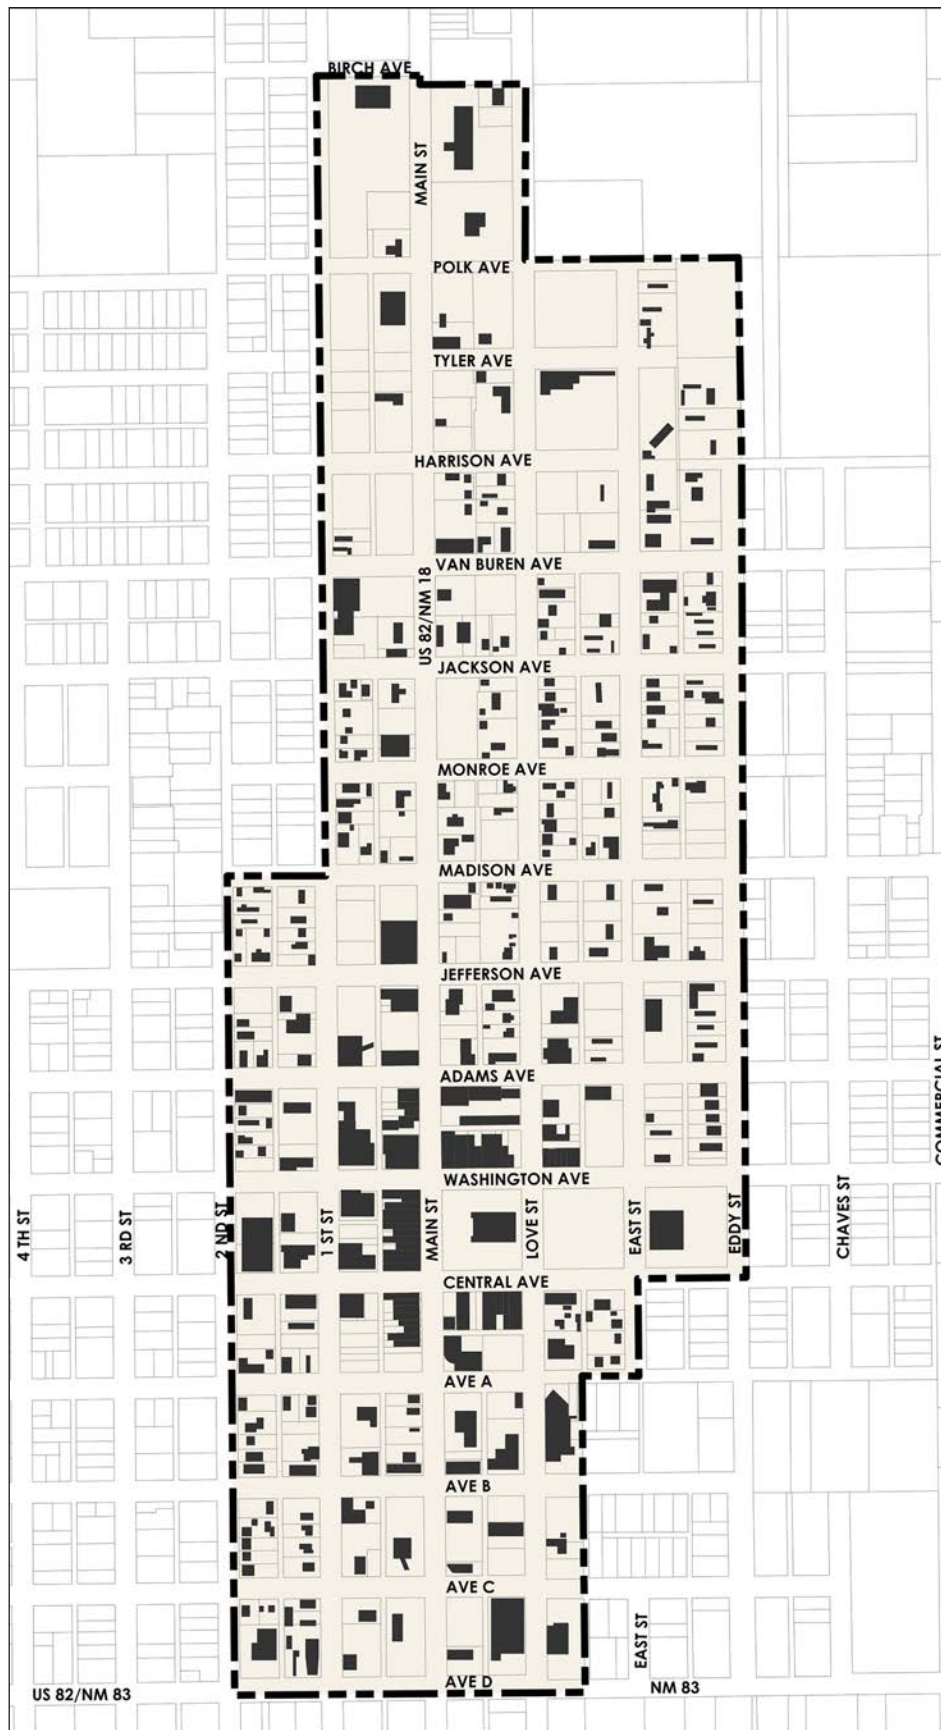 BIRCH AVE
MAIN ST
POLK AVE
TYLER AVE
HARRISON AVE
VAN BUREN AVE
US 82/NM 18
JACKSON AVE
MONROE AVE
MADISON AVE
JEFFERSON AVE
ADAMS AVE
COMMERCIAL ST
WASHINGTON AVE
4 TH ST
3 RD ST
2 ND ST
1 ST ST
MAIN ST
LOVE ST
EAST ST
EDDY ST
CHAVES ST
CENTRAL AVE
AVE A
AVE B
AVE C
EAST ST
AVE D
US 82/NM 83
NM 83